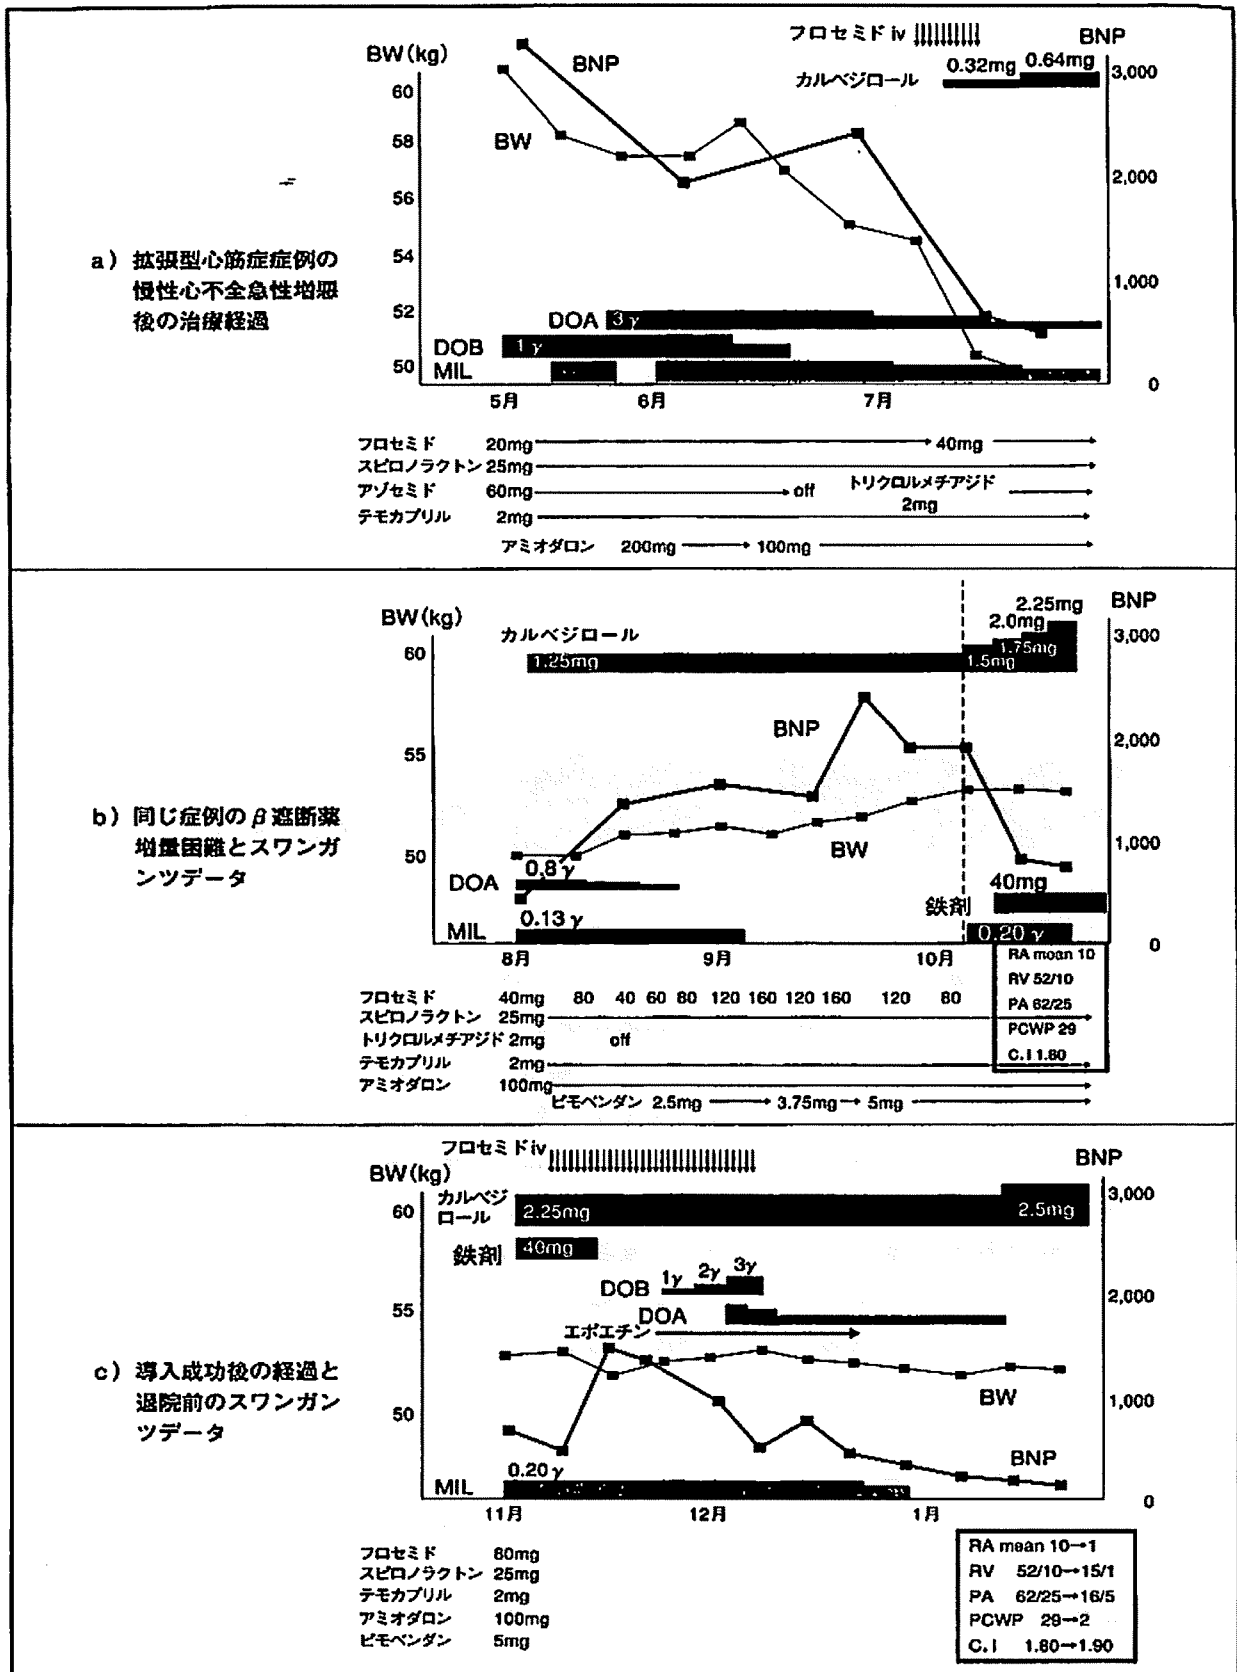 フロセミド iv
BW(kg)
BNP
BNP
カルベジロール
0.32mg
0.64mg
3,000
60
58
BW
56
2,000
54
a) 拡張型心筋症症例の
慢性心不全急性増悪
後の治療経過
1,000
52
DOA
3γ
DOB
1γ
50
MIL
0
5月
6月
7月
フロセミド 20mg 40mg
スピロノラクトン 25mg
アゾセミド 60mg off トリクロルメチアジド
2mg
テモカプリル 2mg
アミオダロン 200mg 100mg
2.25mg
BW(kg)
BNP
2.0mg
カルベジロール
3,000
60
1.75mg
1.25mg
1.5mg
BNP
55
2,000
b) 同じ症例のβ遮断薬
増量困難とスワンガ
ンツデータ
BW
50
1,000
0.8γ
DOA
40mg
鉄剤
0.13γ
MIL
0.20γ
0
8月
9月
10月
RA mean 10
RV 52/10
PA 62/25
PCWP 29
C.I 1.80
フロセミド 40mg 80 40 60 80 120 160 120 160 120 80
スピロノラクトン 25mg
トリクロルメチアジド 2mg off
テモカプリル 2mg
アミオダロン 100mg
ピモベンダン 2.5mg 3.75mg 5mg
フロセミド iv
BW(kg)
BNP
カルベジ
ロール
3,000
60
2.25mg
2.5mg
鉄剤
40mg
1γ 2γ 3γ
DOB
2,000
55
DOA
エポエチン
c) 導入成功後の経過と
退院前のスワンガン
ツデータ
BW
50
1,000
BNP
0.20γ
MIL
0
11月
12月
1月
フロセミド 80mg
スピロノラクトン 25mg
テモカプリル 2mg
アミオダロン 100mg
ピモベンダン 5mg
RA mean 10→1
RV 52/10→15/1
PA 62/25→16/5
PCWP 29→2
C.I 1.80→1.90